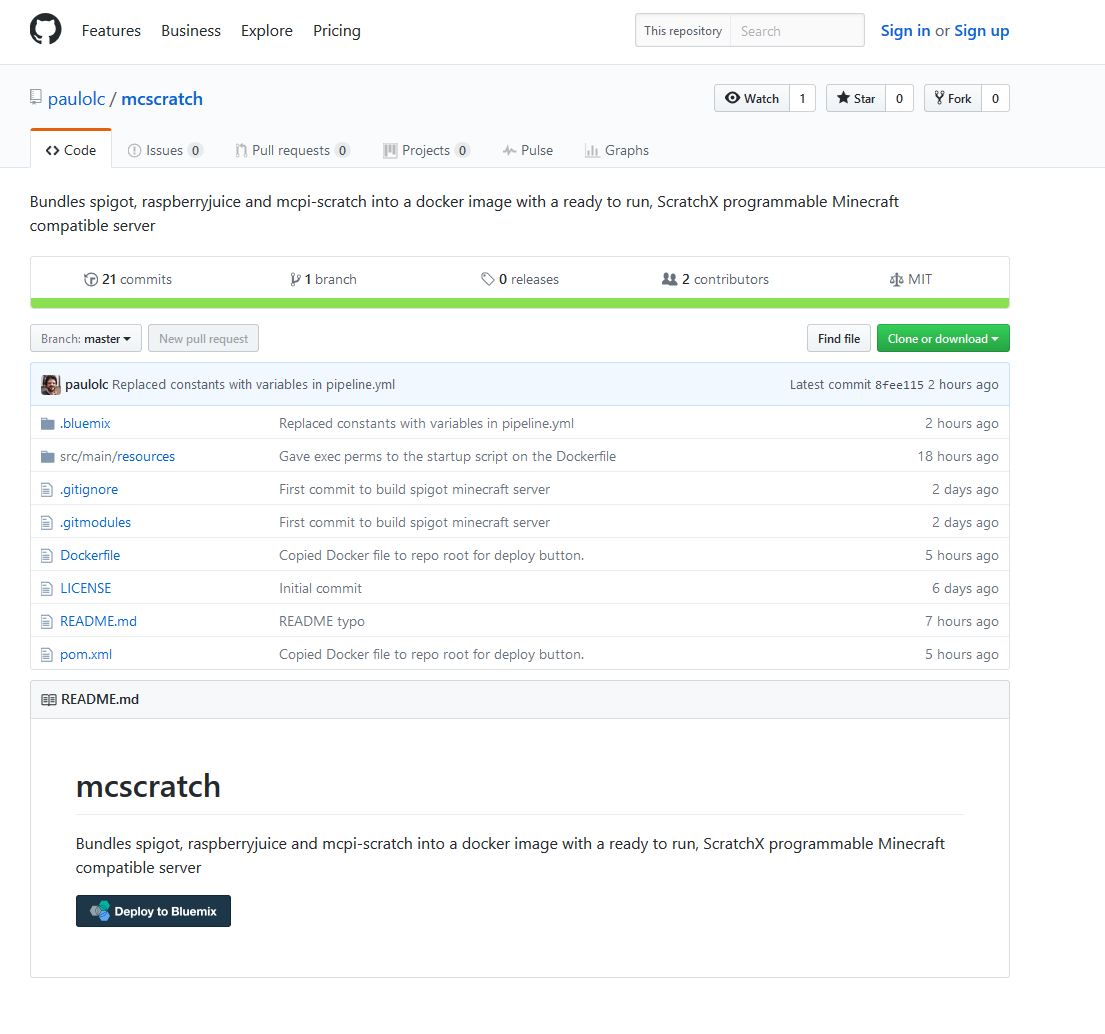 Features Business Explore Pricing This repository Search Sign in or Sign up
paulolc / mcscratch Watch 1 Star 0 Fork 0
Code Issues 0 Pull requests 0 Projects 0 Pulse Graphs
Bundles spigot, raspberryjuice and mcpi-scratch into a docker image with a ready to run, ScratchX programmable Minecraft
compatible server
21 commits 1 branch 0 releases 2 contributors MIT
Branch: master New pull request Find file Clone or download
paulolc Replaced constants with variables in pipeline.yml Latest commit 8fee115 2 hours ago
.bluemix Replaced constants with variables in pipeline.yml 2 hours ago
src/main/resources Gave exec perms to the startup script on the Dockerfile 18 hours ago
.gitignore First commit to build spigot minecraft server 2 days ago
.gitmodules First commit to build spigot minecraft server 2 days ago
Dockerfile Copied Docker file to repo root for deploy button. 5 hours ago
LICENSE Initial commit 6 days ago
README.md README typo 7 hours ago
pom.xml Copied Docker file to repo root for deploy button. 5 hours ago
README.md
mcscratch
Bundles spigot, raspberryjuice and mcpi-scratch into a docker image with a ready to run, ScratchX programmable Minecraft
compatible server
Deploy to Bluemix